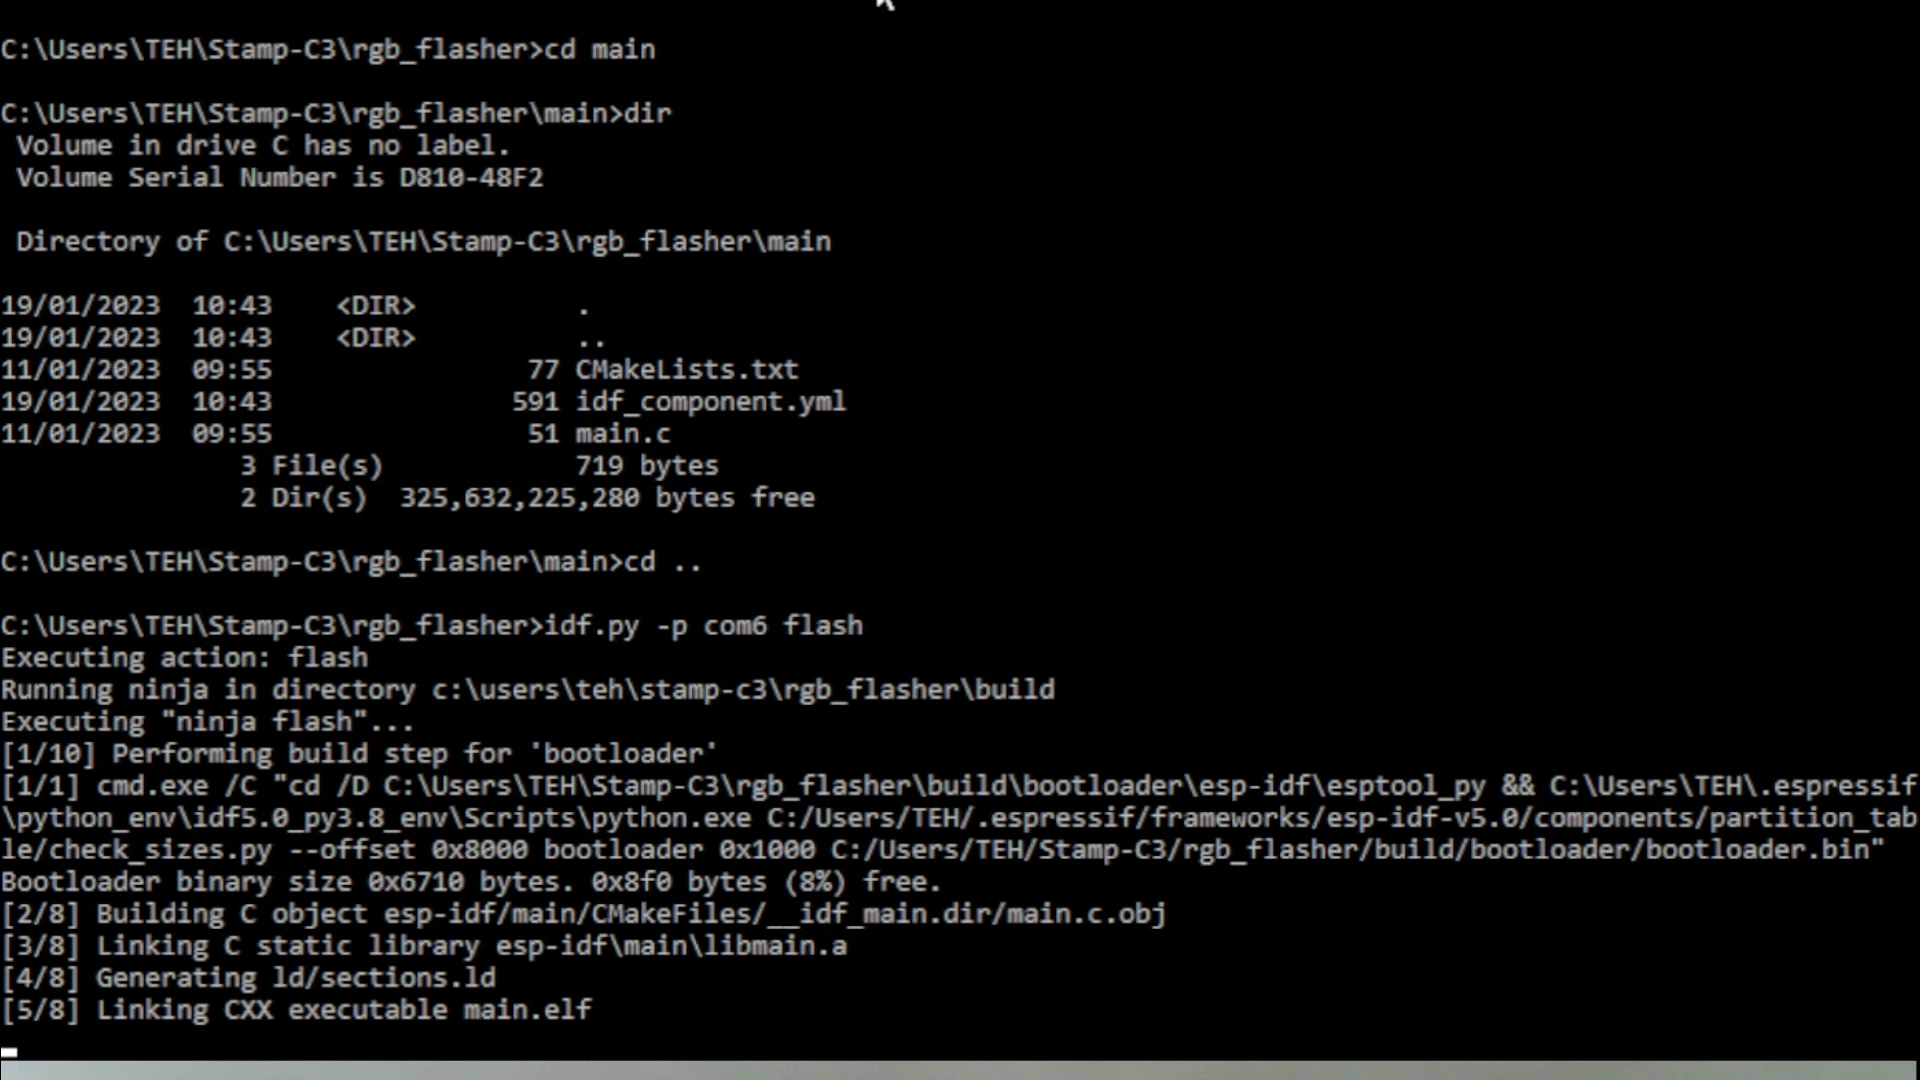 C:\Users\TEH\Stamp-C3\rgb_flasher>cd main
C:\Users\TEH\Stamp-C3\rgb_flasher\main>dir
Volume in drive C has no label.
Volume Serial Number is D810-48F2
Directory of C:\Users\TEH\Stamp-C3\rgb_flasher\main
19/01/2023  10:43    <DIR>          .
19/01/2023  10:43    <DIR>          ..
11/01/2023  09:55                77 CMakeLists.txt
19/01/2023  10:43               591 idf_component.yml
11/01/2023  09:55                51 main.c
3 File(s)            719 bytes
2 Dir(s)  325,632,225,280 bytes free
C:\Users\TEH\Stamp-C3\rgb_flasher\main>cd ..
C:\Users\TEH\Stamp-C3\rgb_flasher>idf.py -p com6 flash
Executing action: flash
Running ninja in directory c:\users\teh\stamp-c3\rgb_flasher\build
Executing "ninja flash"...
[1/10] Performing build step for 'bootloader'
[1/1] cmd.exe /C "cd /D C:\Users\TEH\Stamp-C3\rgb_flasher\build\bootloader\esp-idf\esptool_py && C:\Users\TEH\.espressif
\python_env\idf5.0_py3.8_env\Scripts\python.exe C:/Users/TEH/.espressif/frameworks/esp-idf-v5.0/components/partition_tab
le/check_sizes.py --offset 0x8000 bootloader 0x1000 C:/Users/TEH/Stamp-C3/rgb_flasher/build/bootloader/bootloader.bin"
Bootloader binary size 0x6710 bytes. 0x8f0 bytes (8%) free.
[2/8] Building C object esp-idf/main/CMakeFiles/__idf_main.dir/main.c.obj
[3/8] Linking C static library esp-idf\main\libmain.a
[4/8] Generating ld/sections.ld
[5/8] Linking CXX executable main.elf